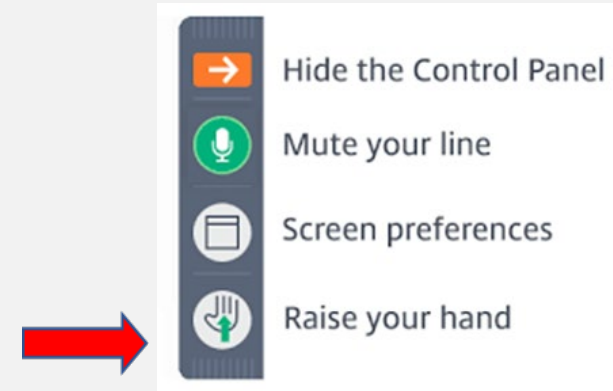 Hide the Control Panel
Mute your line
Screen preferences
Raise your hand